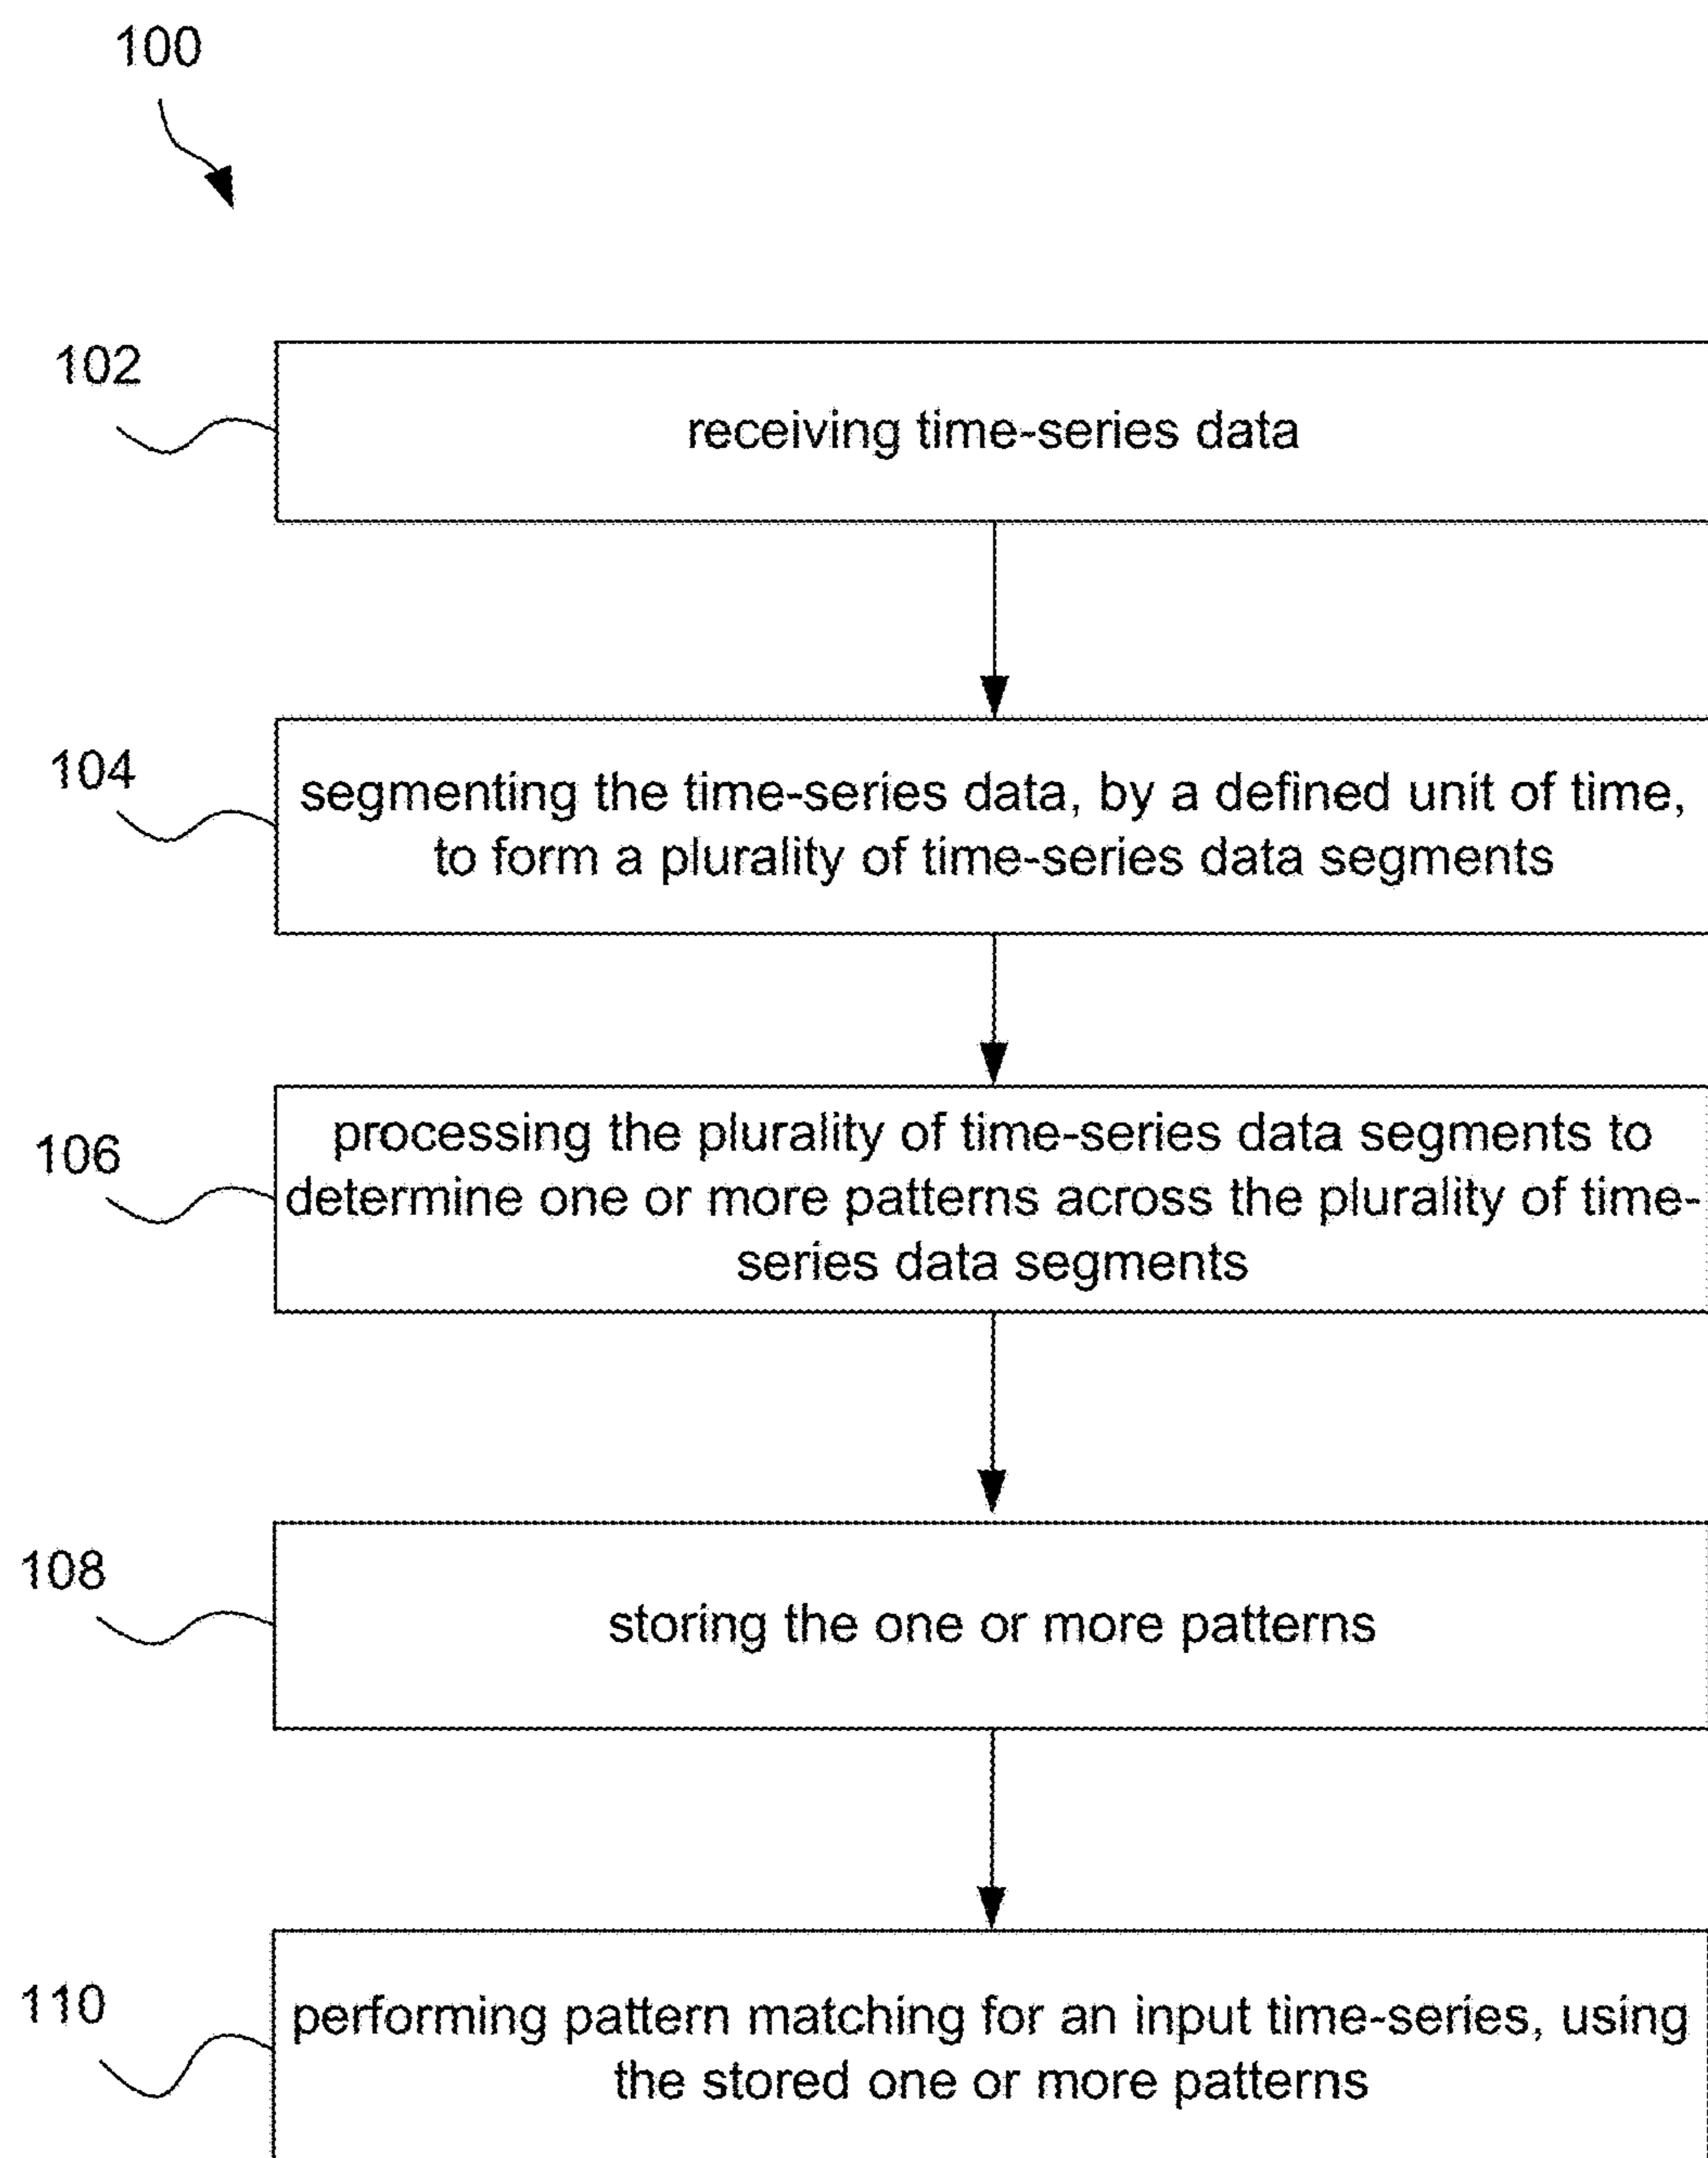 100
102
receiving time-series data
104
segmenting the time-series data, by a defined unit of time,
to form a plurality of time-series data segments
106
processing the plurality of time-series data segments to
determine one or more patterns across the plurality of time-
series data segments
108
storing the one or more patterns
110
performing pattern matching for an input time-series, using
the stored one or more patterns